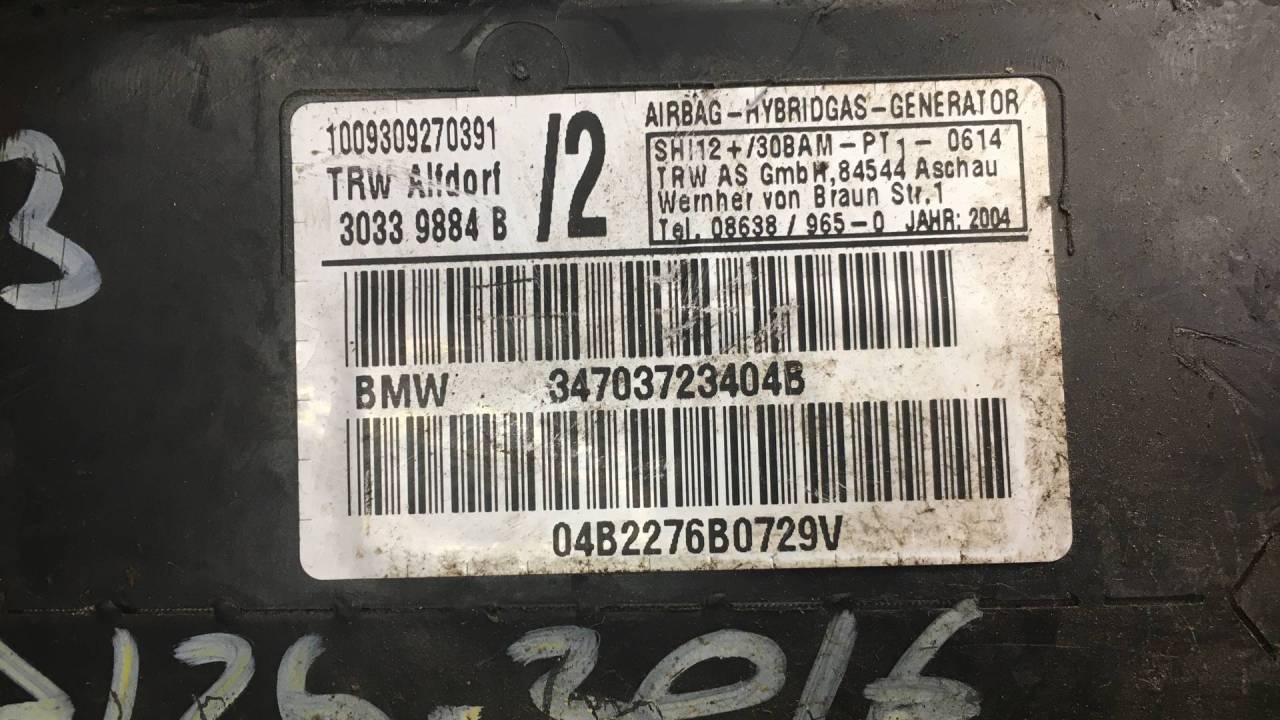 3
1009309270391
TRW Alfdorf
3033 9884 B
/2
AIRBAG-HYBRIDGAS-GENERATOR
SHI12+/30BAM-PT1-0614
TRW AS GmbH,84544 Aschau
Wernher von Braun Str.1
Tel. 08638 / 965-0 JAHR: 2004
BMW 34703723404B
04B2276B0729V